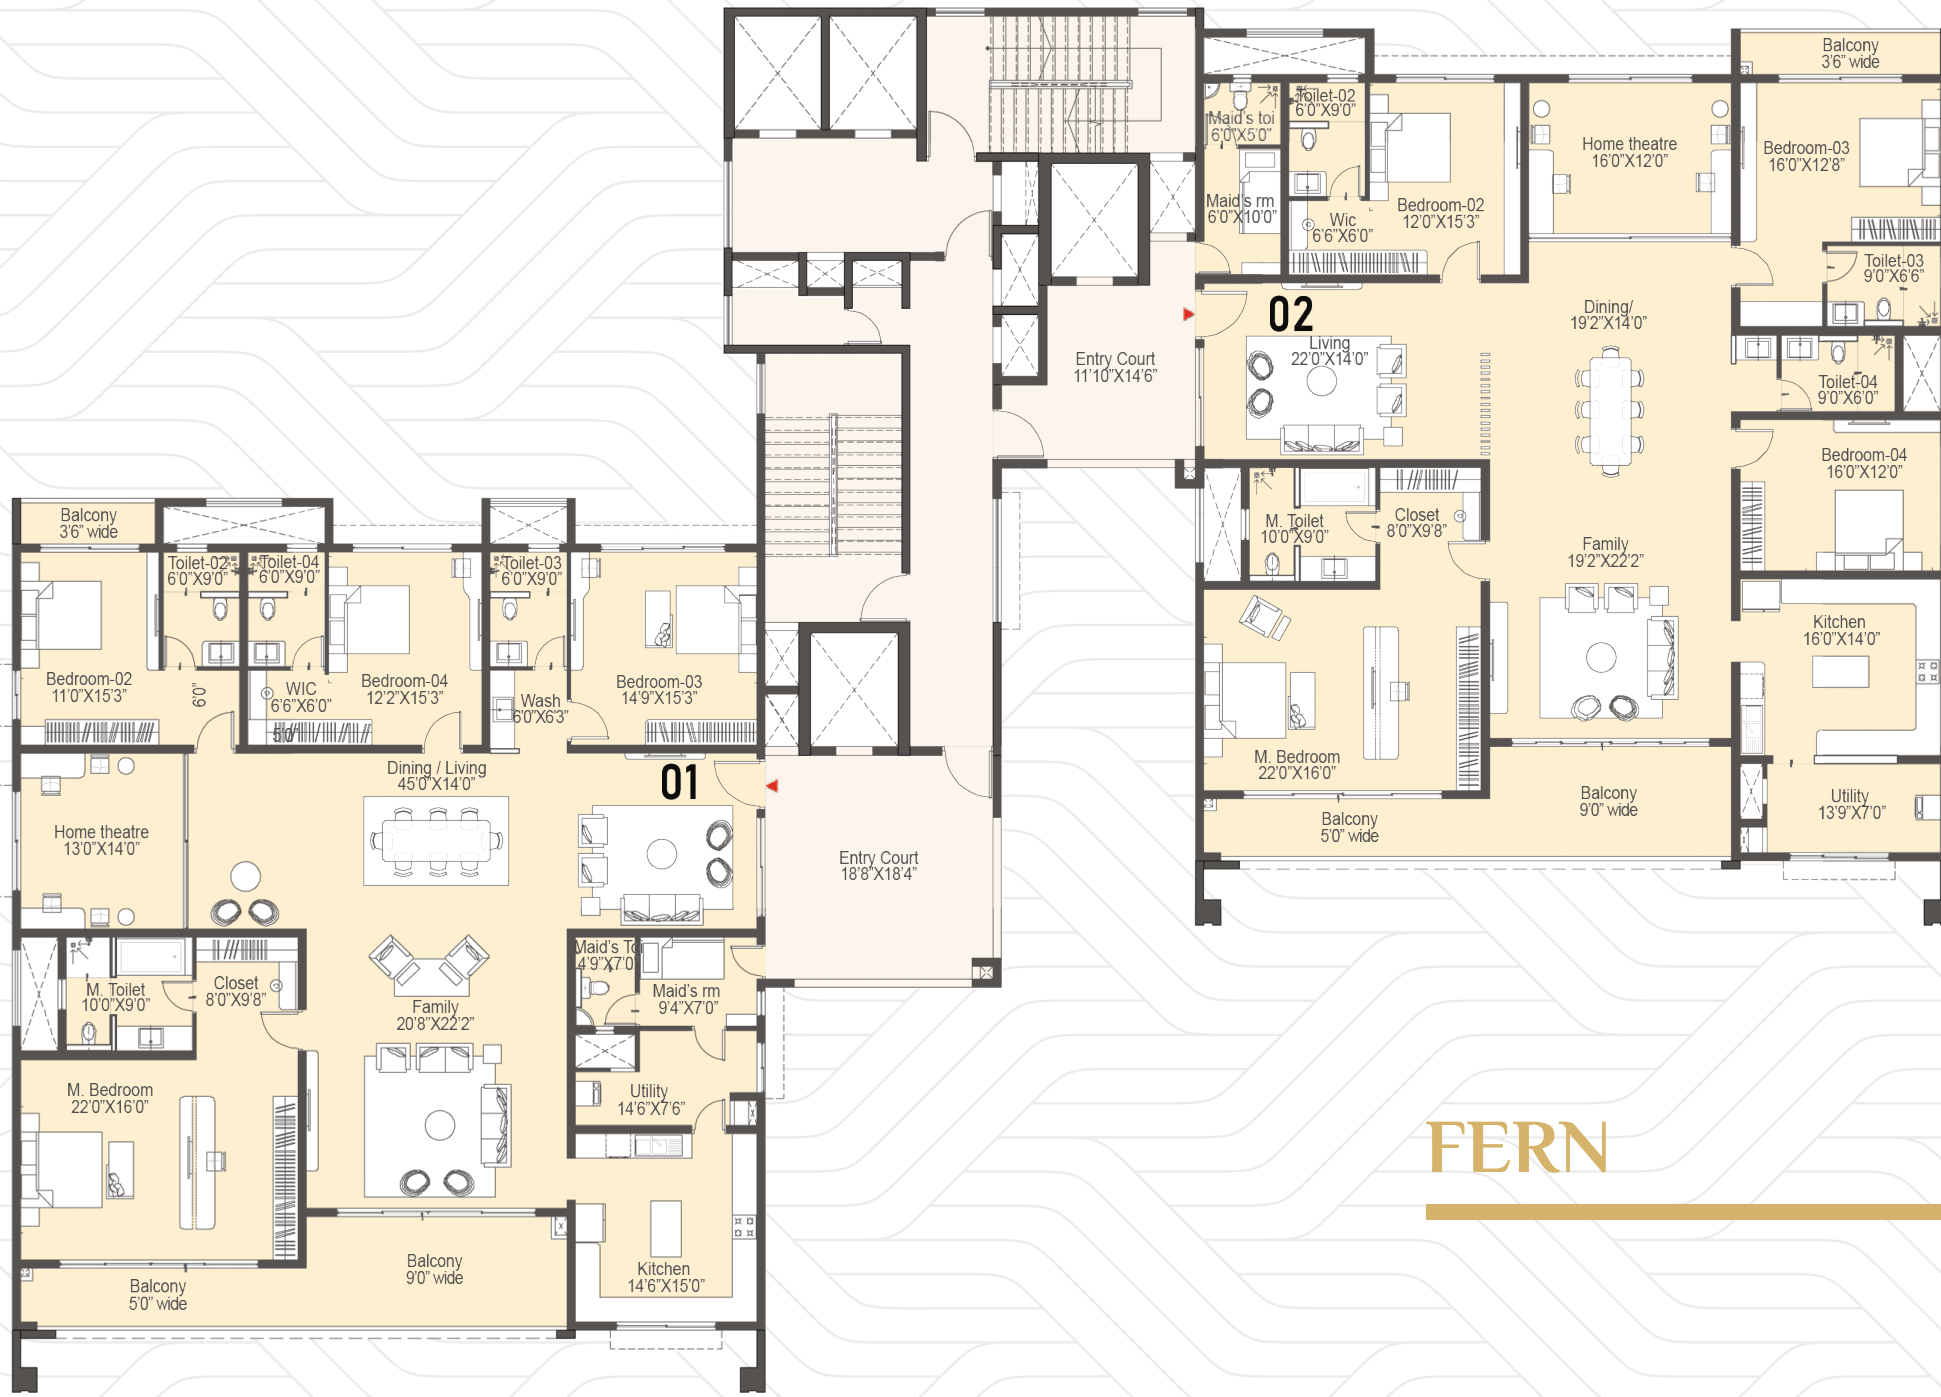 Balcony
3'6" wide
Toilet-02
6'0"X9'0"
Maid's toi
6'0"X5'0"
Home theatre
16'0"X12'0"
Bedroom-03
16'0"X12'8"
Maid's rm
6'0"X10'0"
Wic
6'6"X6'0"
Bedroom-02
12'0"X15'3"
Toilet-03
9'0"X6'6"
02
Living
22'0"X14'0"
Dining/
19'2"X14'0"
Entry Court
11'10"X14'6"
Toilet-04
9'0"X6'0"
Bedroom-04
16'0"X12'0"
M. Toilet
10'0"X9'0"
Closet
8'0"X9'8"
Family
19'2"X22'2"
Kitchen
16'0"X14'0"
M. Bedroom
22'0"X16'0"
Balcony
9'0" wide
Utility
13'9"X7'0"
Balcony
5'0" wide
Balcony
3'6" wide
Toilet-02
6'0"X9'0"
Toilet-04
6'0"X9'0"
Toilet-03
6'0"X9'0"
Bedroom-02
11'0"X15'3"
6'0"
WIC
6'6"X6'0"
5'0"
Bedroom-04
12'2"X15'3"
Wash
6'0"X6'3"
Bedroom-03
14'9"X15'3"
Dining / Living
45'0"X14'0"
01
Home theatre
13'0"X14'0"
Entry Court
18'8"X18'4"
M. Toilet
10'0"X9'0"
Closet
8'0"X9'8"
Family
20'8"X22'2"
Maid's Toi
4'9"X7'0"
Maid's rm
9'4"X7'0"
M. Bedroom
22'0"X16'0"
Utility
14'6"X7'6"
Balcony
9'0" wide
Kitchen
14'6"X15'0"
Balcony
5'0" wide
FERN